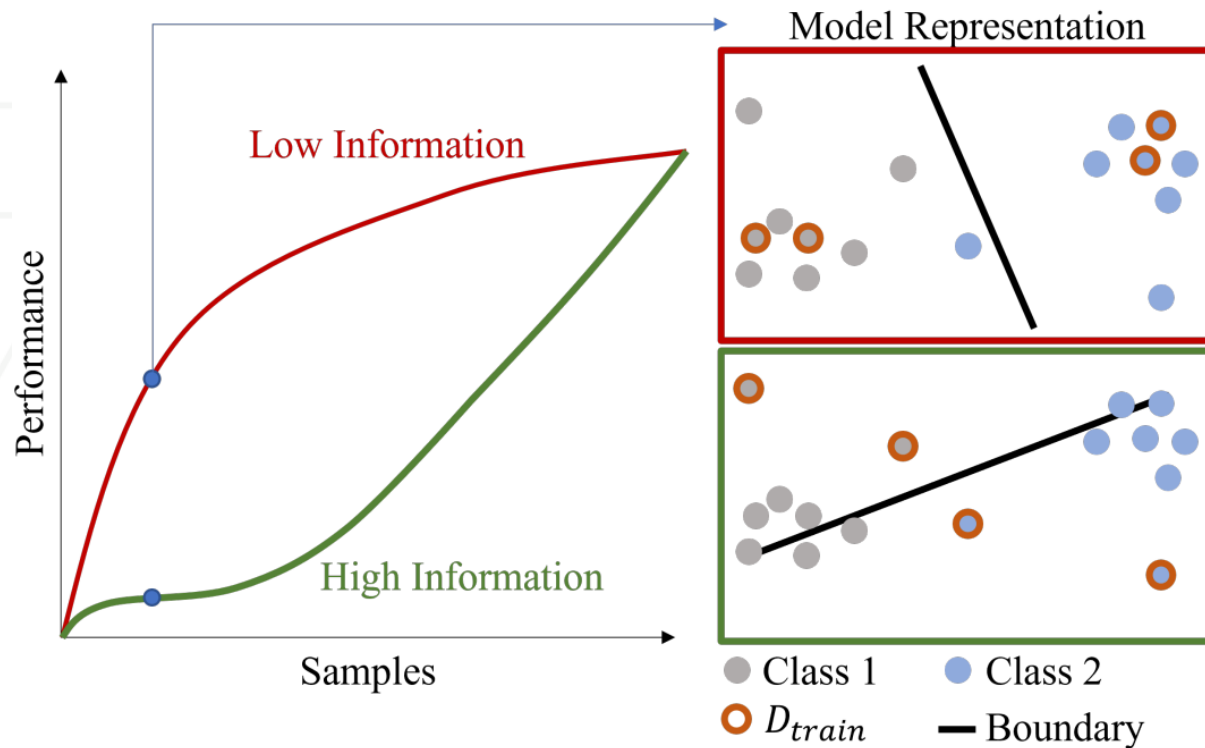 Model Representation
Low Information
Performance
High Information
Samples
Class 1
Class 2
D_train
Boundary